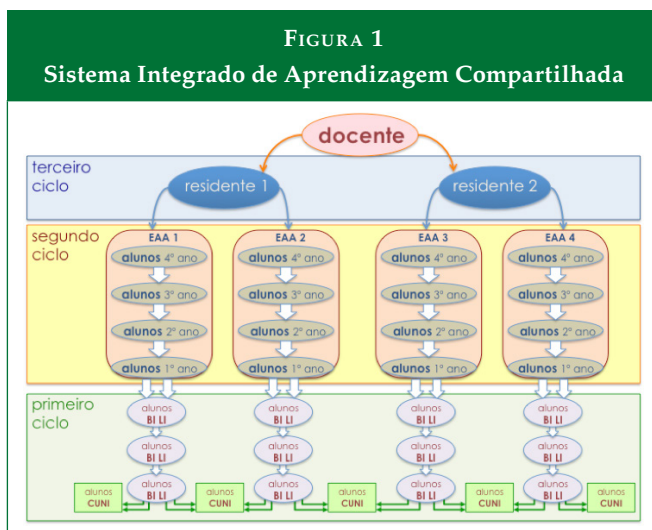 FIGURA 1
Sistema Integrado de Aprendizagem Compartilhada
docente
terceiro
ciclo
residente 1
residente 2
segundo
ciclo
EAA 1
EAA 2
EAA 3
EAA 4
alunos 4º ano
alunos 4º ano
alunos 4º ano
alunos 4º ano
alunos 3º ano
alunos 3º ano
alunos 3º ano
alunos 3º ano
alunos 2º ano
alunos 2º ano
alunos 2º ano
alunos 2º ano
alunos 1º ano
alunos 1º ano
alunos 1º ano
alunos 1º ano
primeiro
ciclo
alunos
BI LI
alunos
BI LI
alunos
BI LI
alunos
BI LI
alunos
BI LI
alunos
BI LI
alunos
BI LI
alunos
BI LI
alunos
CUNI
alunos
BI LI
alunos
CUNI
alunos
BI LI
alunos
CUNI
alunos
BI LI
alunos
CUNI
alunos
BI LI
alunos
CUNI